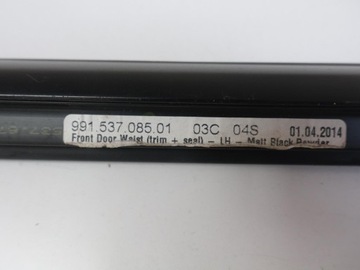 991.537.085.01 03C 04S 01.04.2014
Front Door Waist (trim + seal) - LH - Matt Black Powder